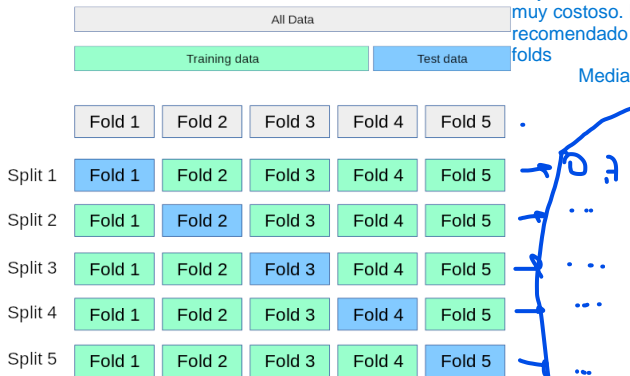 All Data
muy costoso.
recomendado
folds
Training data Test data
Media
Fold 1 Fold 2 Fold 3 Fold 4 Fold 5
Split 1 Fold 1 Fold 2 Fold 3 Fold 4 Fold 5
Split 2 Fold 1 Fold 2 Fold 3 Fold 4 Fold 5 ...
Split 3 Fold 1 Fold 2 Fold 3 Fold 4 Fold 5 ...
Split 4 Fold 1 Fold 2 Fold 3 Fold 4 Fold 5 ...
Split 5 Fold 1 Fold 2 Fold 3 Fold 4 Fold 5 ...